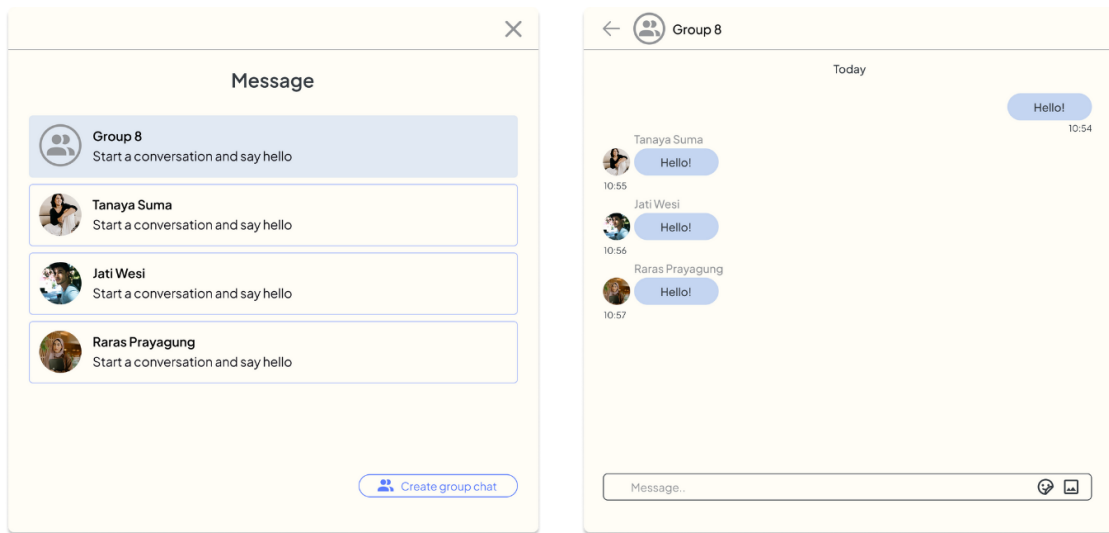 Message
Group 8
Start a conversation and say hello
Tanaya Suma
Start a conversation and say hello
Jati Wesi
Start a conversation and say hello
Raras Prayagung
Start a conversation and say hello
Create group chat
Group 8
Today
Hello!
10:54
Tanaya Suma
Hello!
10:55
Jati Wesi
Hello!
10:56
Raras Prayagung
Hello!
10:57
Message..